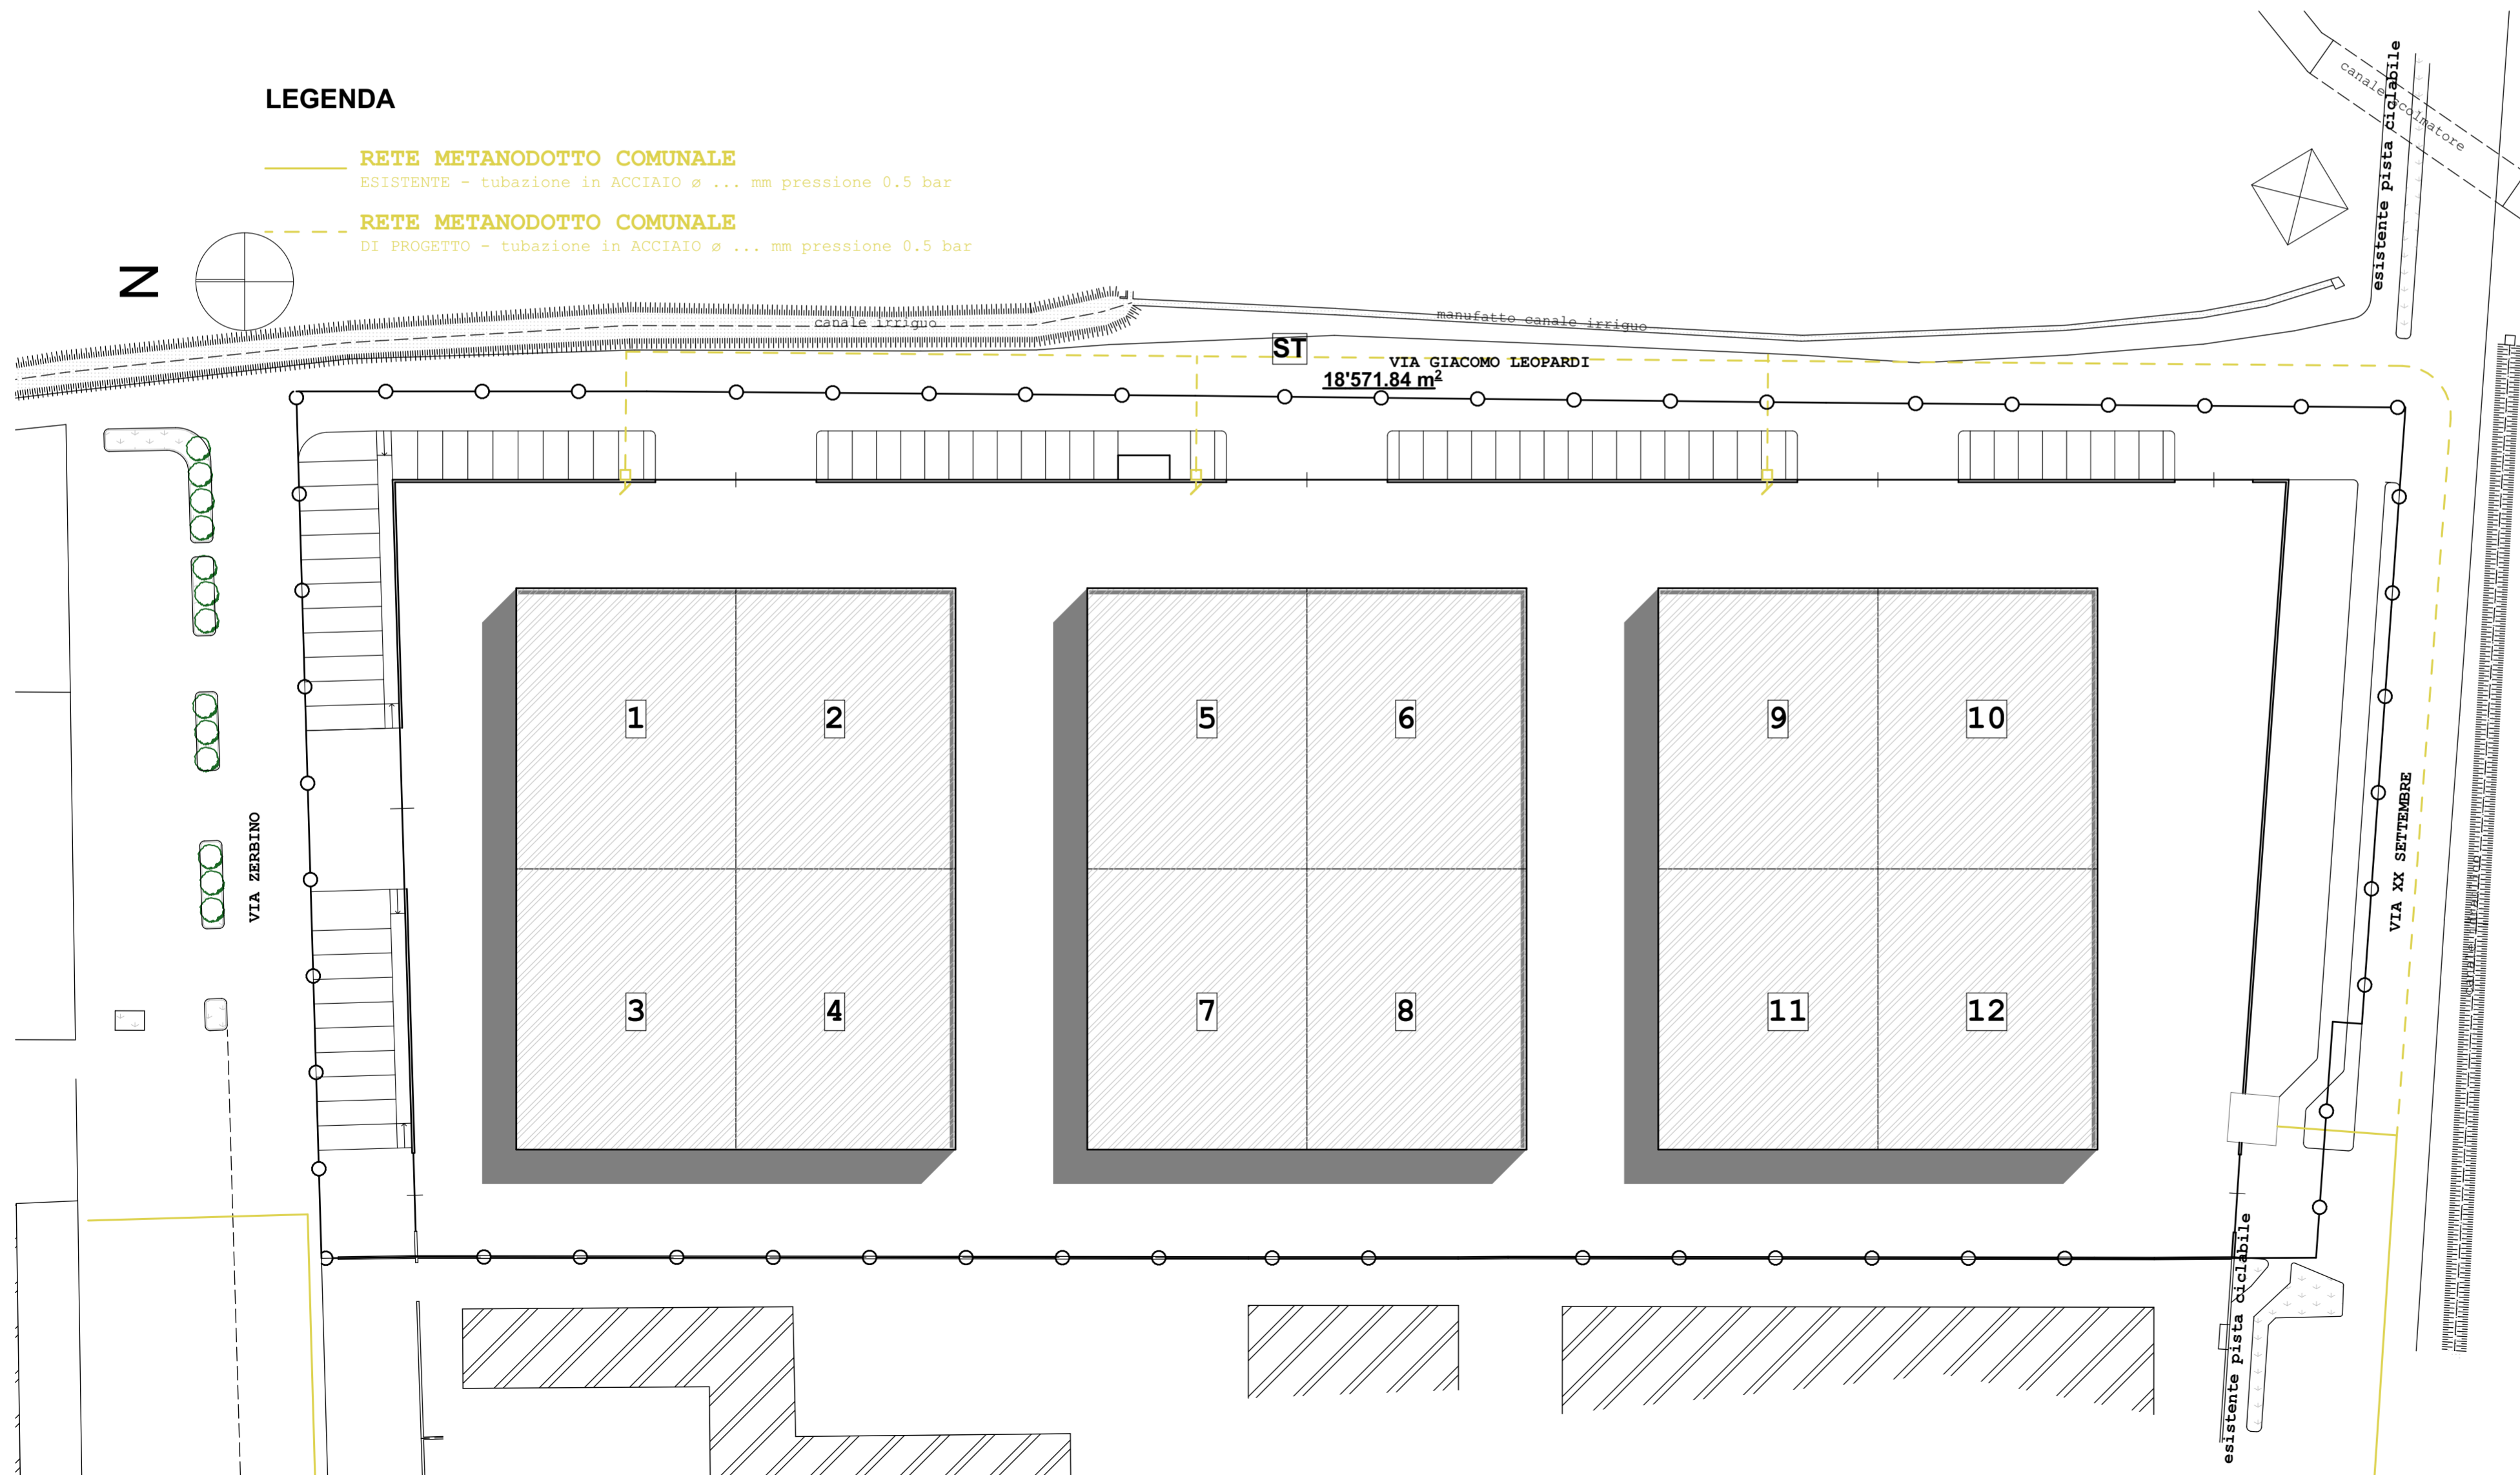 LEGENDA
RETE METANODOTTO COMUNALE
ESISTENTE - tubazione in ACCIAIO ø ... mm pressione 0.5 bar
RETE METANODOTTO COMUNALE
DI PROGETTO - tubazione in ACCIAIO ø ... mm pressione 0.5 bar
N
canale scolmatore
esistente pista ciclabile
canale irriguo
manufatto canale irriguo
ST
VIA GIACOMO LEOPARDI
18'571.84 m²
1
2
5
6
9
10
VIA ZERBINO
VIA XX SETTEMBRE
3
4
7
8
11
12
esistente pista ciclabile